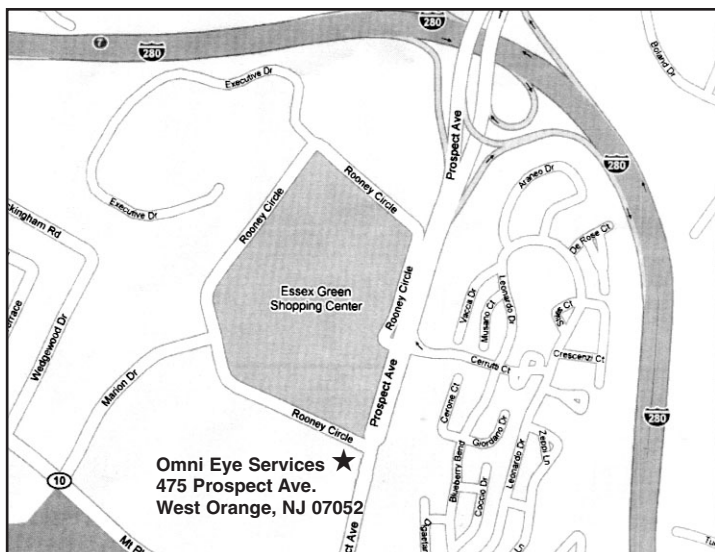 280
280
Boland Dr
Executive Dr
Prospect Ave
280
Rooney Circle
Araneo Dr
Executive Dr
Rooney Circle
De Rose Ct
Essex Green
Shopping Center
Rooney Circle
Vacca Dr
Musano Ct
Leonardo Dr
Wedgewood Dr
Cerrutti Ct
Crescenzi Ct
Marion Dr
Prospect Ave
Cerone Ct
Rooney Circle
Giordano Dr
280
Zeppi Ln
Blueberry Bend
Leonardo Dr
Coccio Dr
Omni Eye Services
475 Prospect Ave.
West Orange, NJ 07052
10